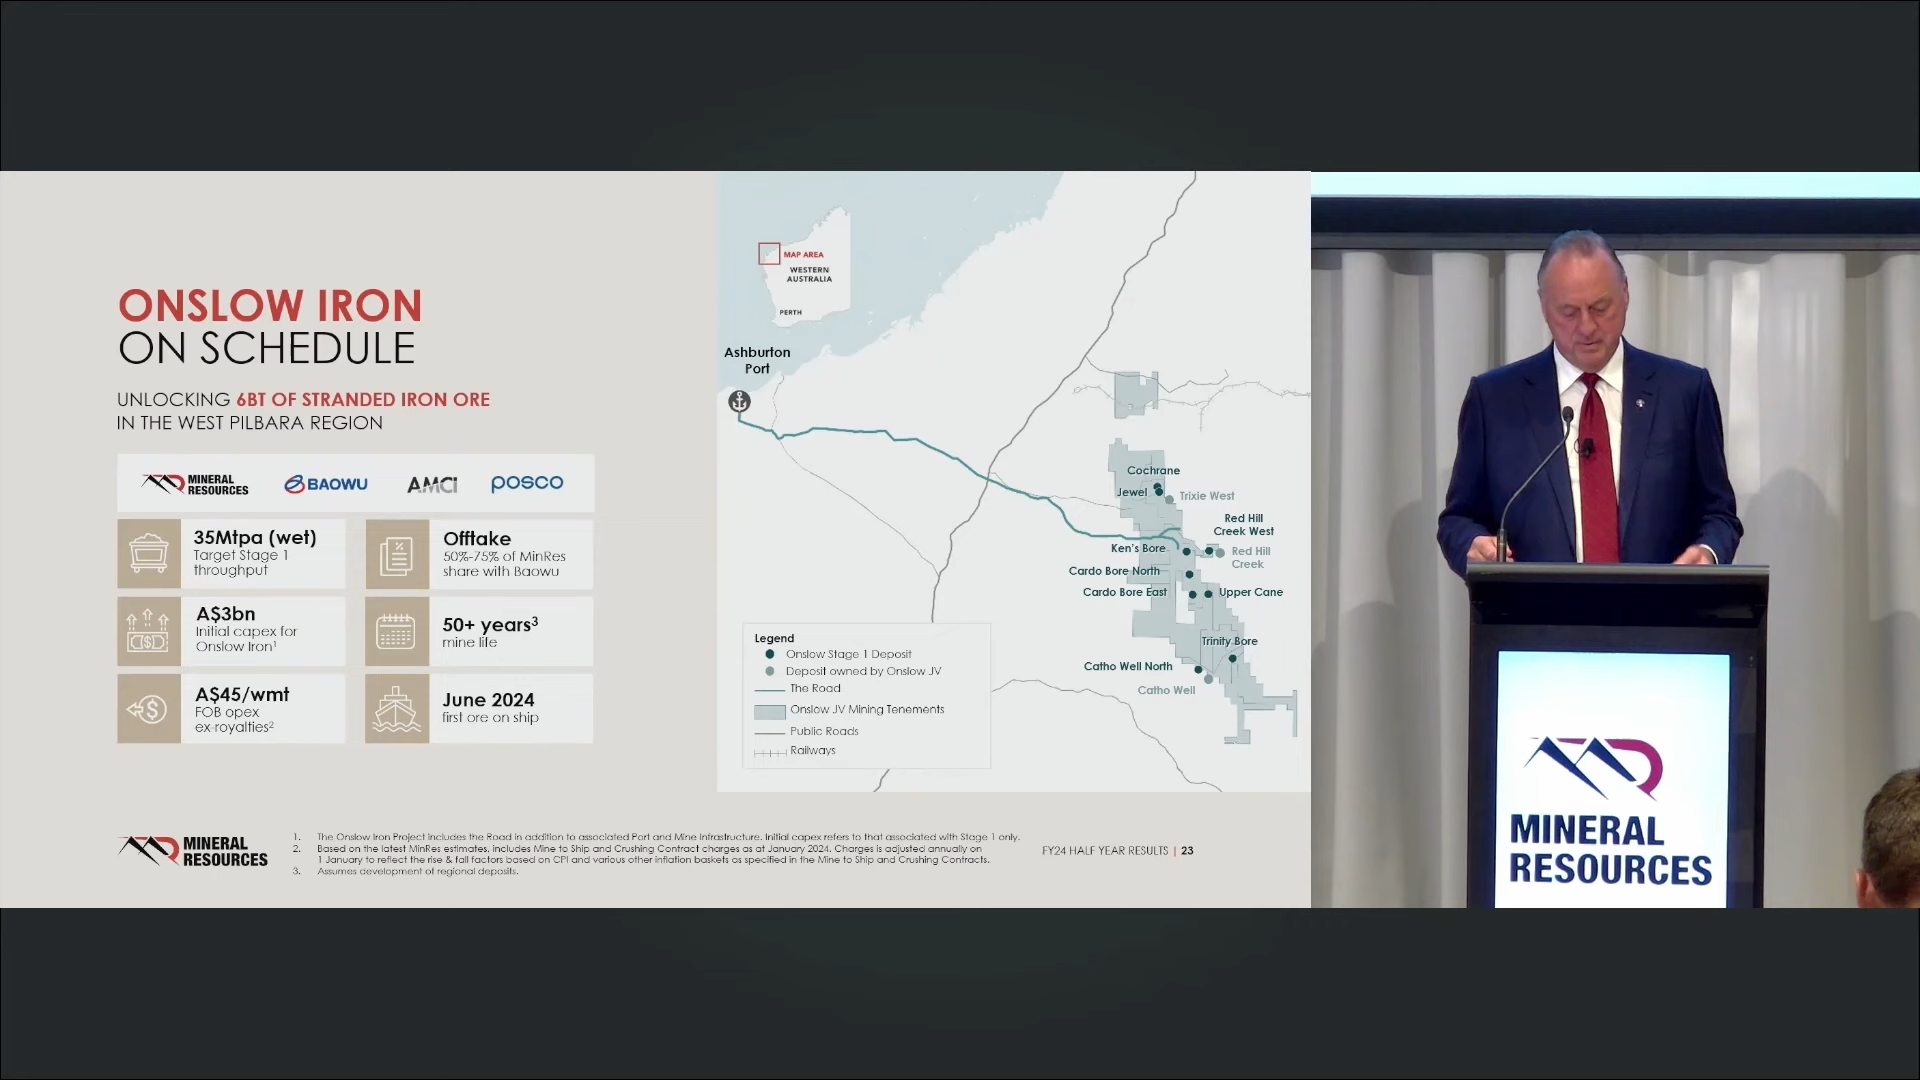 ONSLOW IRON
ON SCHEDULE
UNLOCKING 6BT OF STRANDED IRON ORE
IN THE WEST PILBARA REGION
MINERAL
RESOURCES
BAOWU
AMCI
posco
35Mtpa (wet)
Target Stage 1
throughput
Offtake
50%-75% of MinRes
share with Baowu
A$3bn
Initial capex for
Onslow Iron¹
50+ years³
mine life
A$45/wmt
FOB opex
ex-royalties²
June 2024
first ore on ship
MAP AREA
WESTERN
AUSTRALIA
PERTH
Ashburton
Port
Cochrane
Jewel
Trixie West
Red Hill
Creek West
Ken's Bore
Red Hill
Creek
Cardo Bore North
Cardo Bore East
Upper Cane
Trinity Bore
Catho Well North
Catho Well
Legend
Onslow Stage 1 Deposit
Deposit owned by Onslow JV
The Road
Onslow JV Mining Tenements
Public Roads
Railways
MINERAL
RESOURCES
1. The Onslow Iron Project includes the Road in addition to associated Port and Mine Infrastructure. Initial capex refers to that associated with Stage 1 only.
2. Based on the latest MinRes estimates, includes Mine to Ship and Crushing Contract charges as at January 2024. Charges is adjusted annually on
1 January to reflect the rise & fall factors based on CPI and various other inflation baskets as specified in the Mine to Ship and Crushing Contracts.
3. Assumes development of regional deposits.
FY24 HALF YEAR RESULTS | 23
MINERAL
RESOURCES